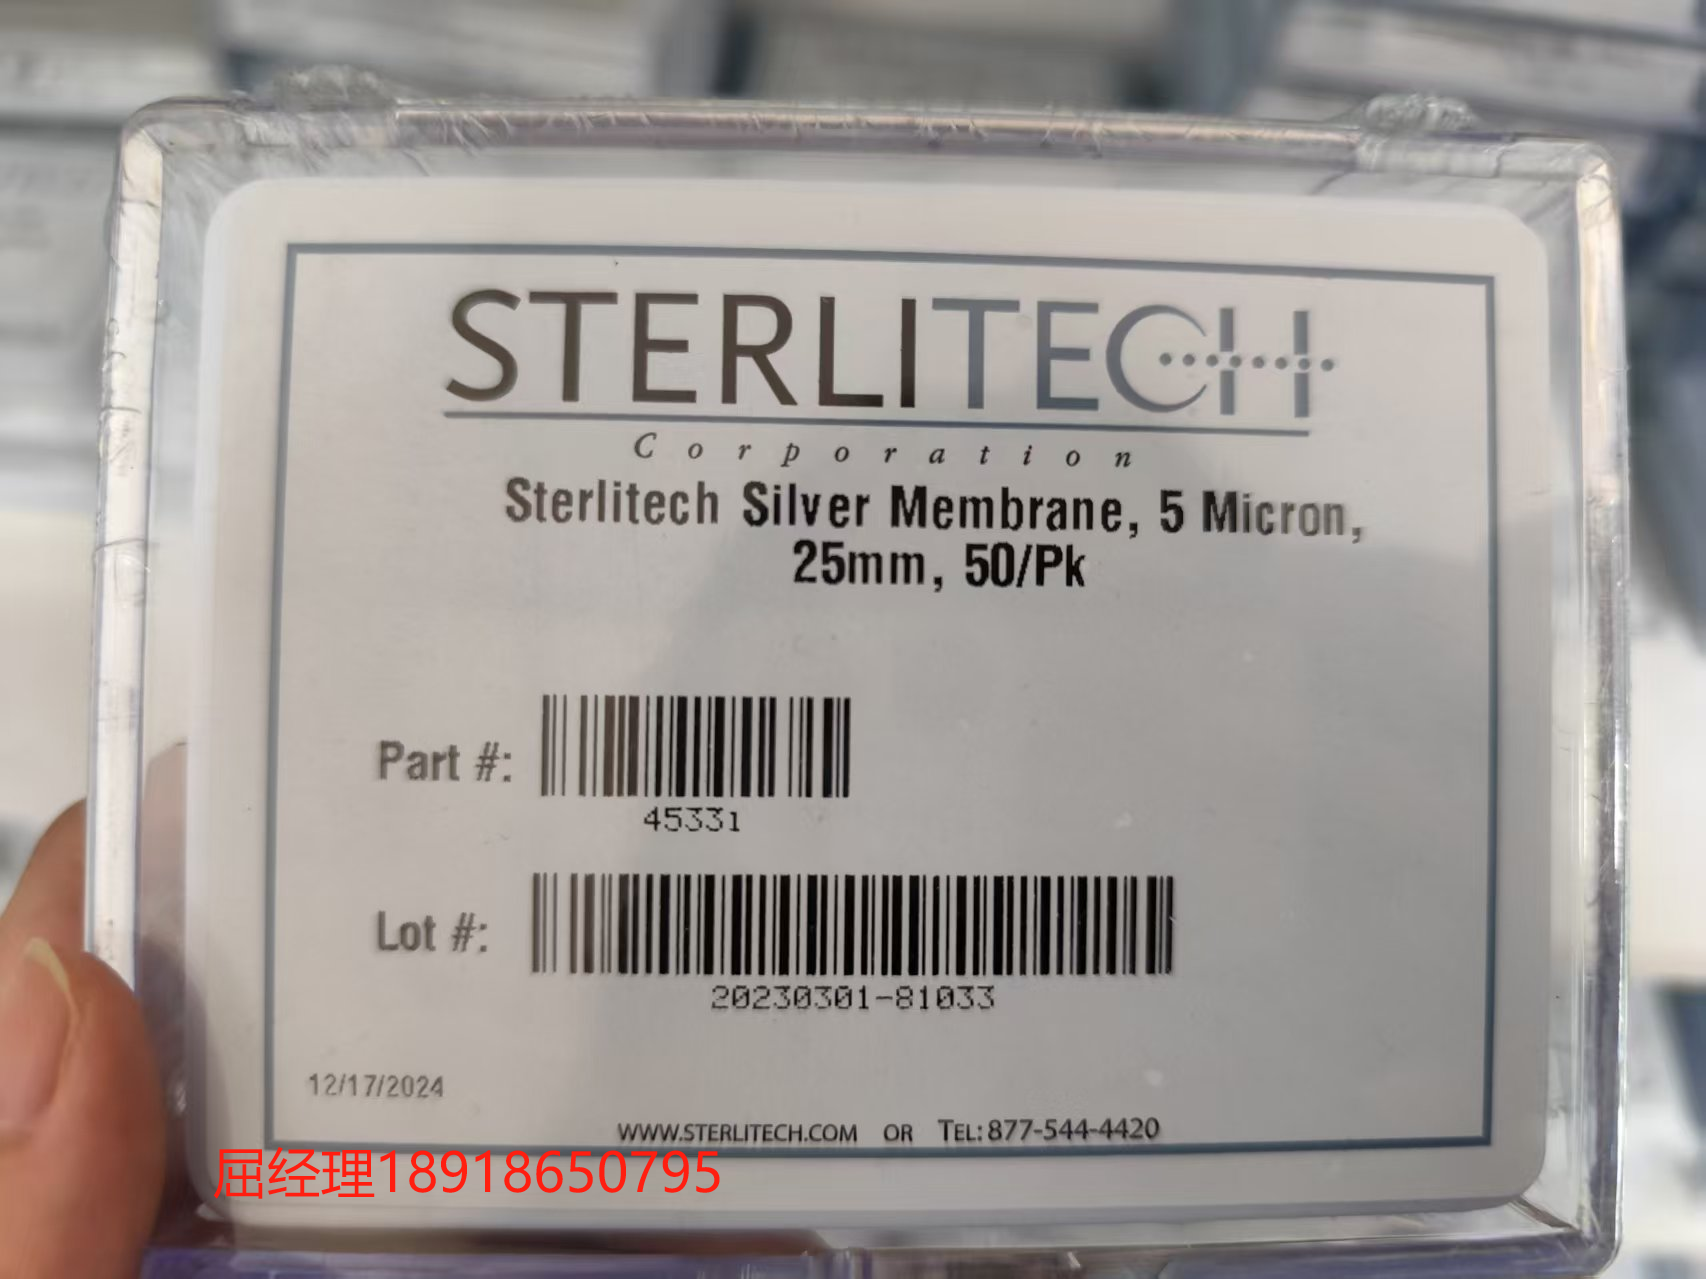 STERLITECH
Corporation
Sterlitech Silver Membrane, 5 Micron,
25mm, 50/Pk
Part #:
45331
Lot #:
20230301-81033
12/17/2024
WWW.STERLITECH.COM OR TEL: 877-544-4420
屈经理18918650795